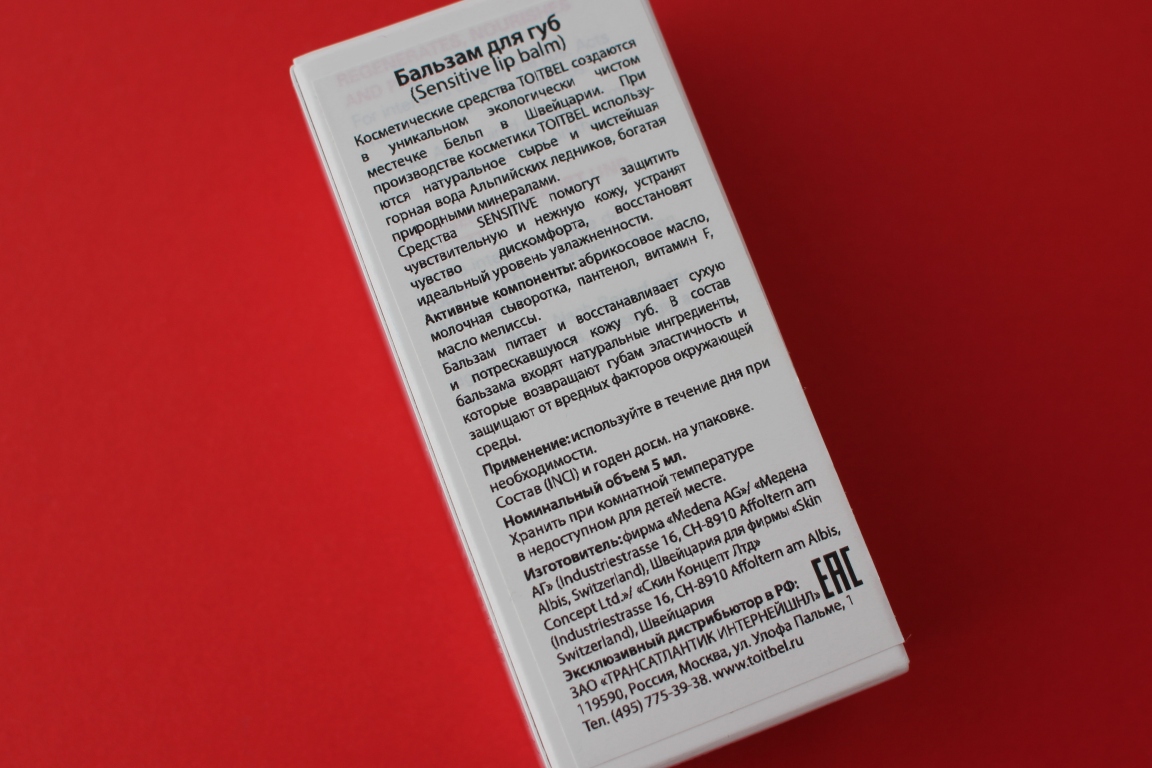 Бальзам для губ
(Sensitive lip balm)
Косметические средства TOITBEL создаются
в уникальном экологически чистом
местечке Бельп в Швейцарии. При
производстве косметики TOITBEL использу-
ются натуральное сырье и чистейшая
горная вода Альпийских ледников, богатая
природными минералами.
Средства SENSITIVE помогут защитить
чувствительную и нежную кожу, устранят
чувство дискомфорта, восстановят
идеальный уровень увлажненности.
Активные компоненты: абрикосовое масло,
молочная сыворотка, пантенол, витамин F,
масло мелиссы.
Бальзам питает и восстанавливает сухую
и потрескавшуюся кожу губ. В состав
бальзама входят натуральные ингредиенты,
которые возвращают губам эластичность и
защищают от вредных факторов окружающей
среды.
Применение: используйте в течение дня при
необходимости.
Состав (INCI) и годен до см. на упаковке.
Номинальный объем 5 мл.
Хранить при комнатной температуре
в недоступном для детей месте.
Изготовитель: фирма «Medena AG»/ «Медена
АГ» (Industriestrasse 16, CH-8910 Affoltern am
Albis, Switzerland), Швейцария для фирмы «Skin
Concept Ltd.»/ «Скин Концепт Лтд»
(Industriestrasse 16, CH-8910 Affoltern am Albis,
Switzerland), Швейцария
EAC
Эксклюзивный дистрибьютор в РФ:
ЗАО «ТРАНСАТЛАНТИК ИНТЕРНЕЙШНЛ»
119590, Россия, Москва, ул. Улофа Пальме, 1
Тел. (495) 775-39-38. www.toitbel.ru